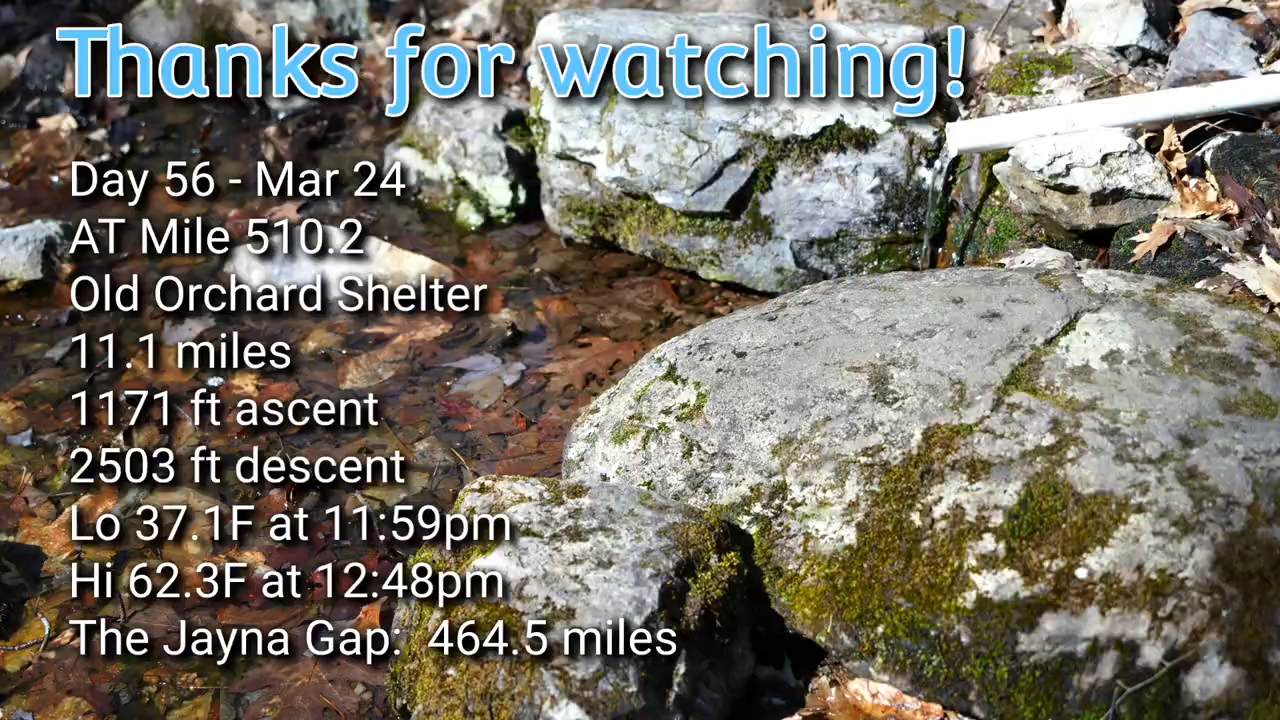 Thanks for watching!
Day 56 - Mar 24
AT Mile 510.2
Old Orchard Shelter
11.1 miles
1171 ft ascent
2503 ft descent
Lo 37.1F at 11:59pm
Hi 62.3F at 12:48pm
The Jayna Gap:  464.5 miles